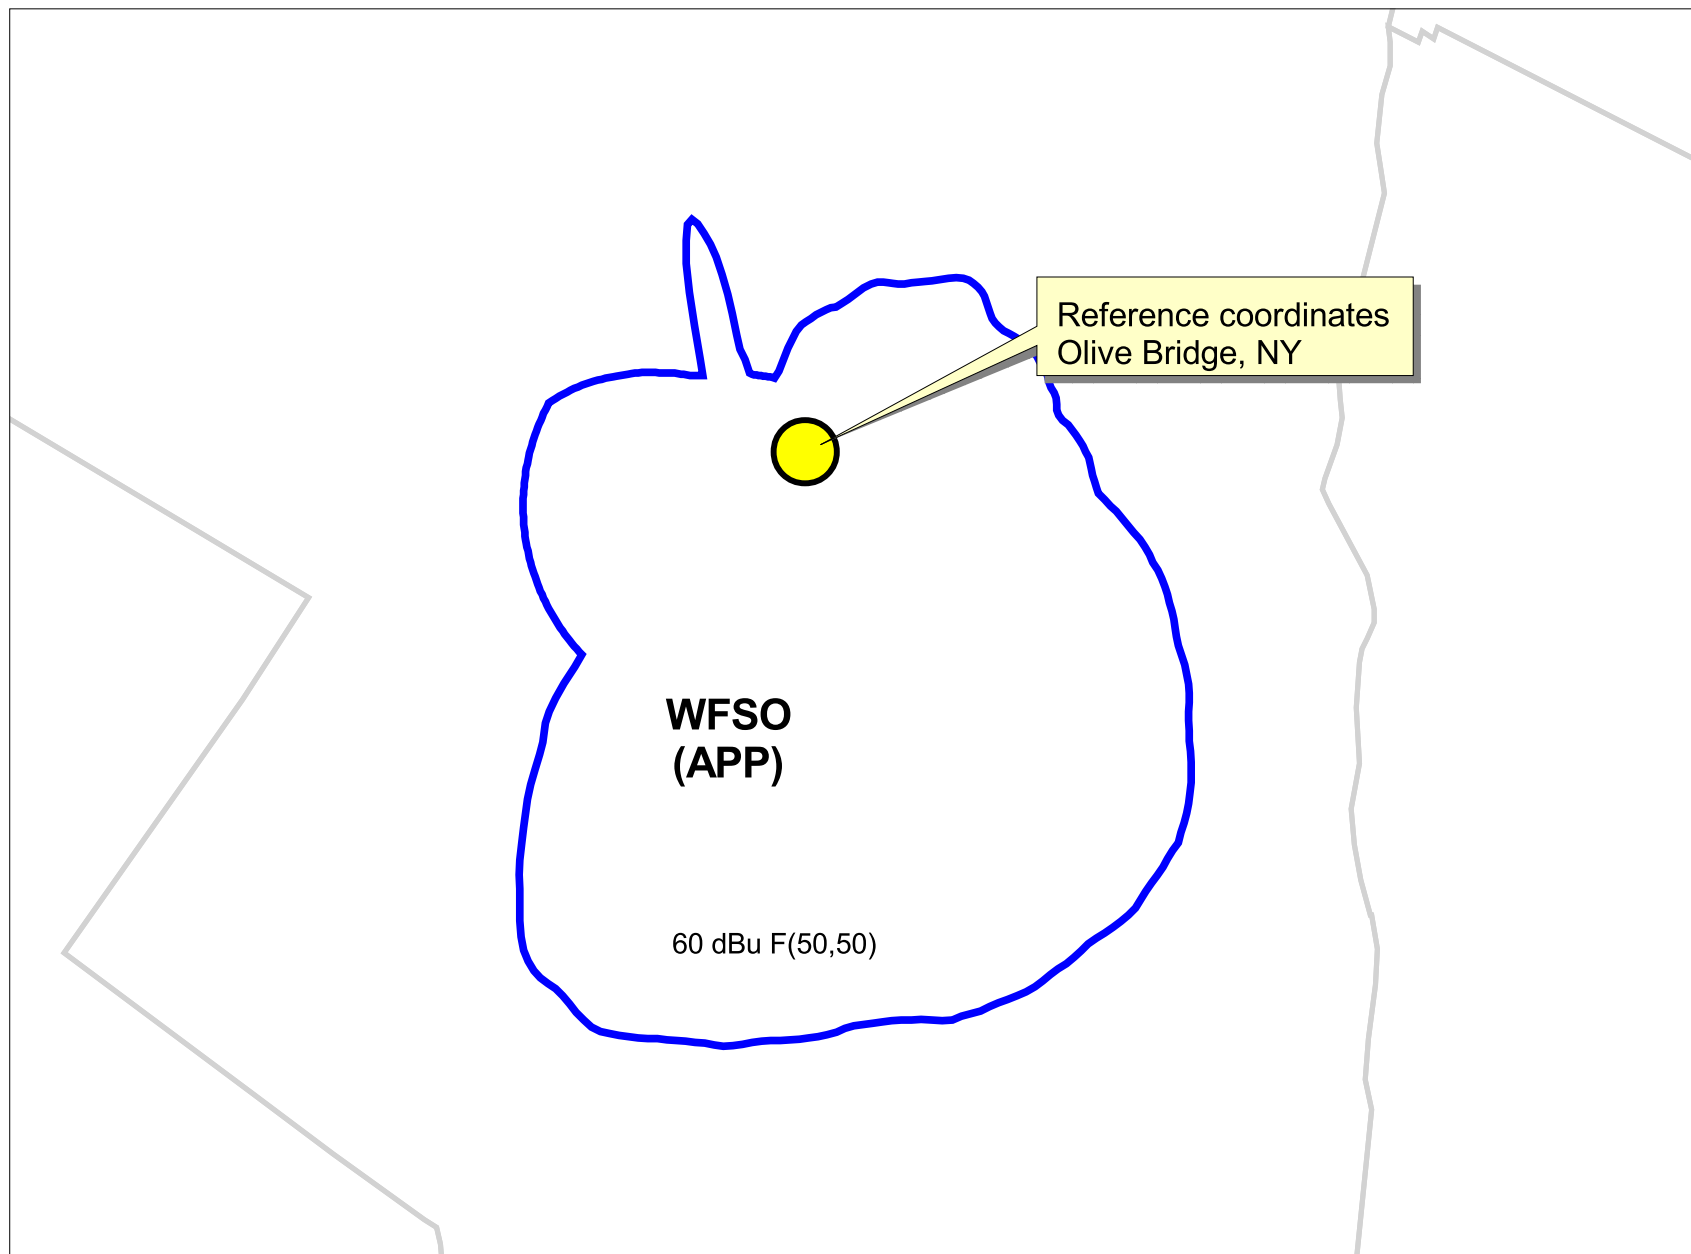 Reference coordinates
Olive Bridge, NY
WFSO
(APP)
60 dBu F(50,50)